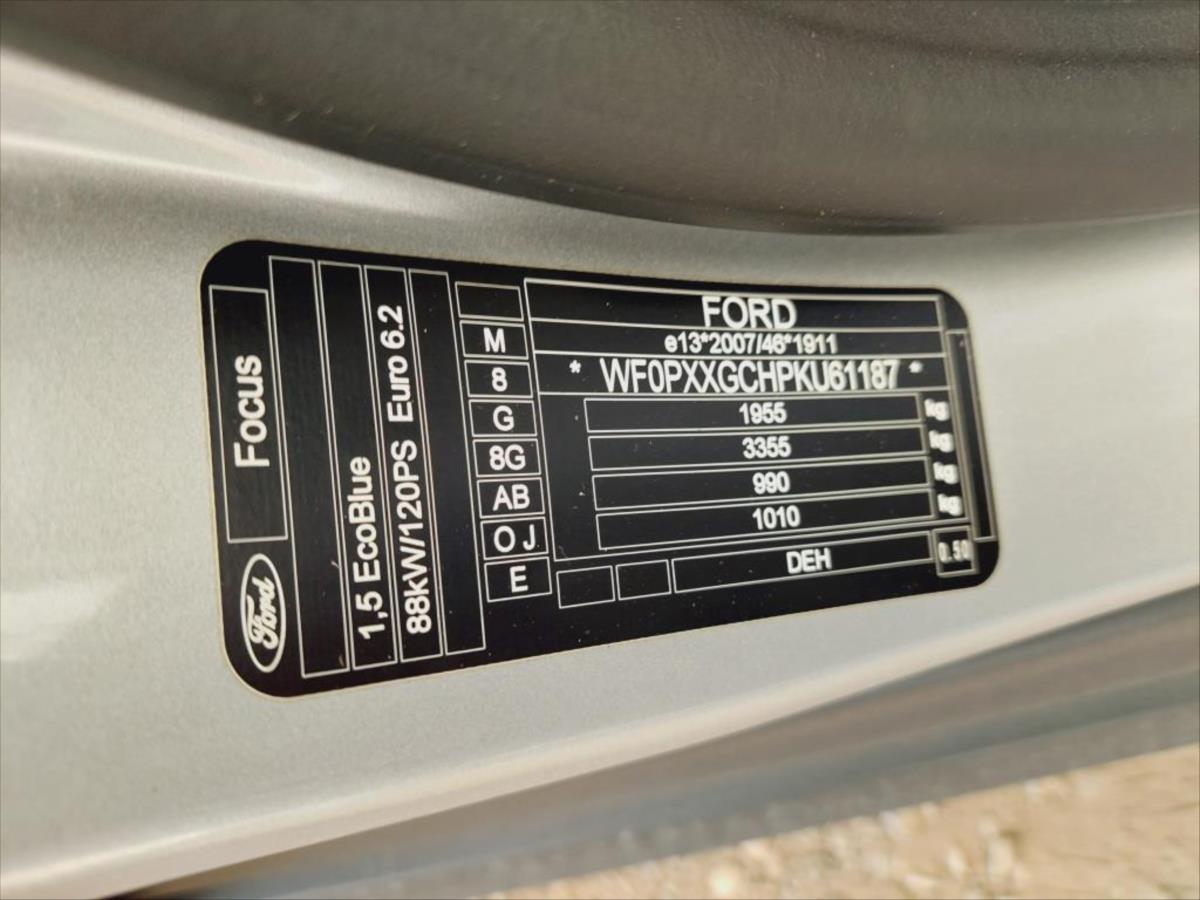 Focus
Ford
1,5 EcoBlue
88kW/120PS Euro 6.2
M
8
G
8G
AB
O J
E
FORD
e13*2007/46*1911
* WF0PXXGCHPKU61187 *
1955 kg
3355 kg
990 kg
1010 kg
DEH
0.50